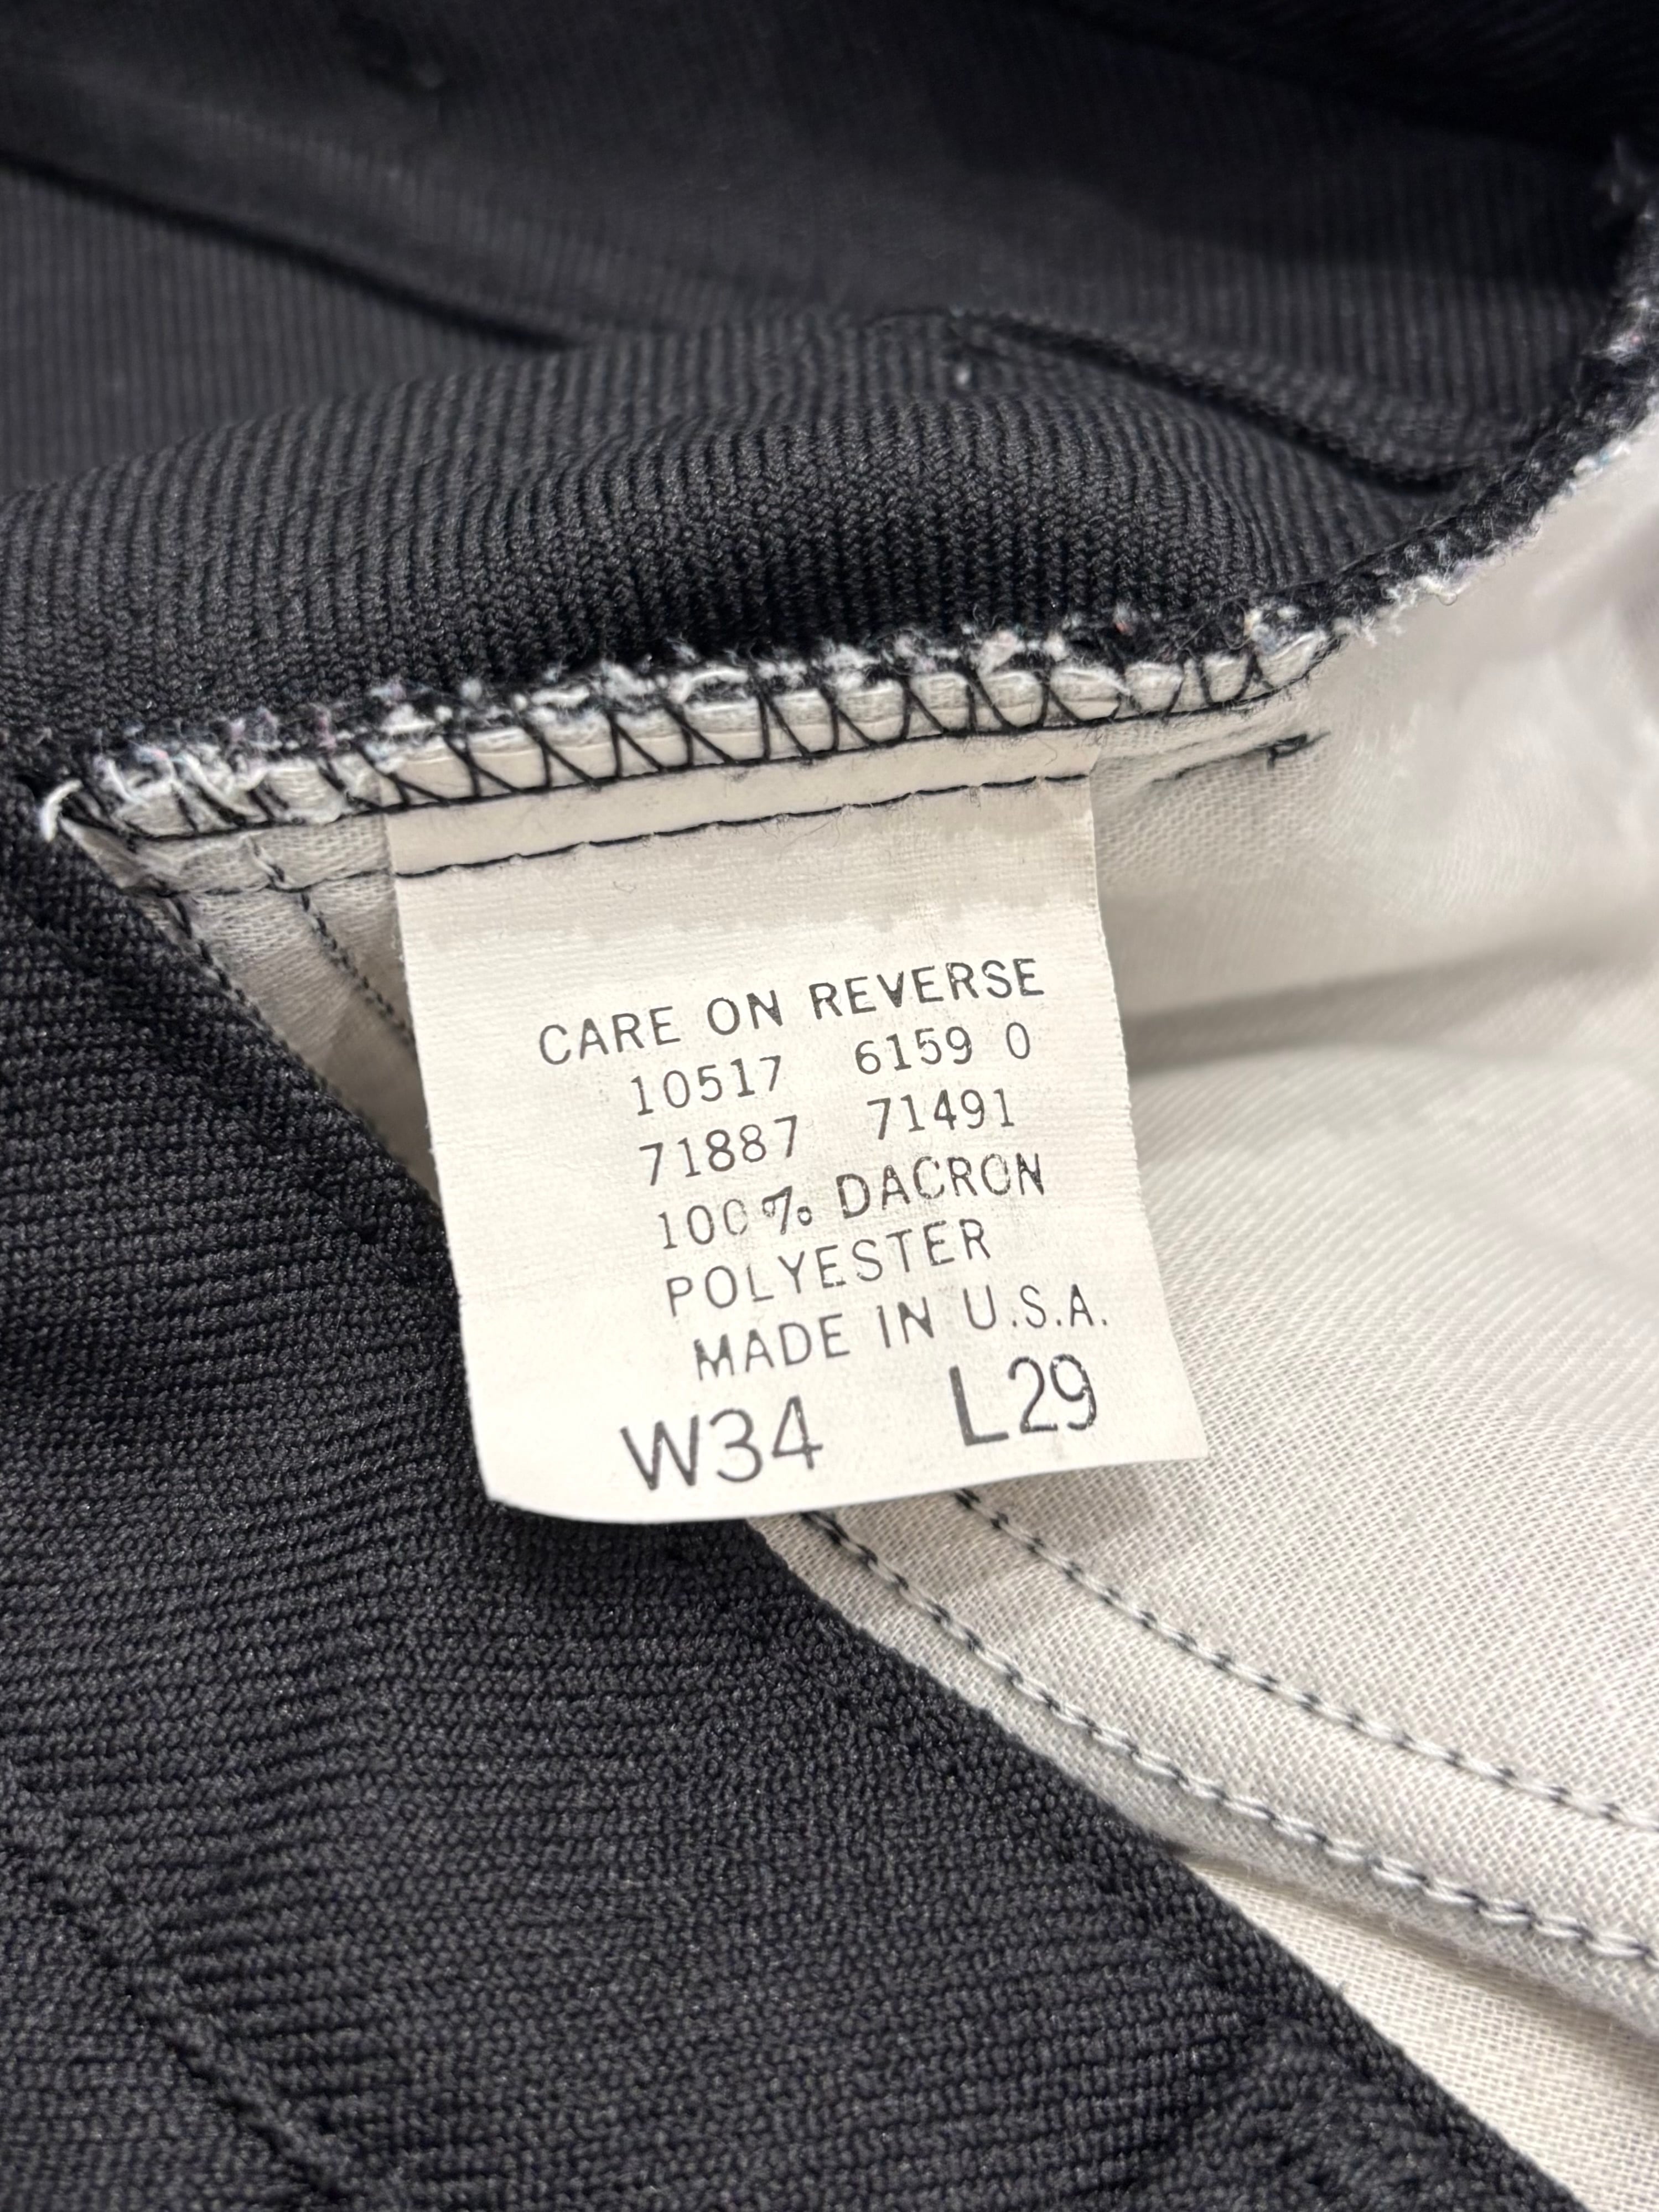 CARE ON REVERSE
10517 6159 0
71887 71491
100% DACRON
POLYESTER
MADE IN U.S.A.
W34 L29